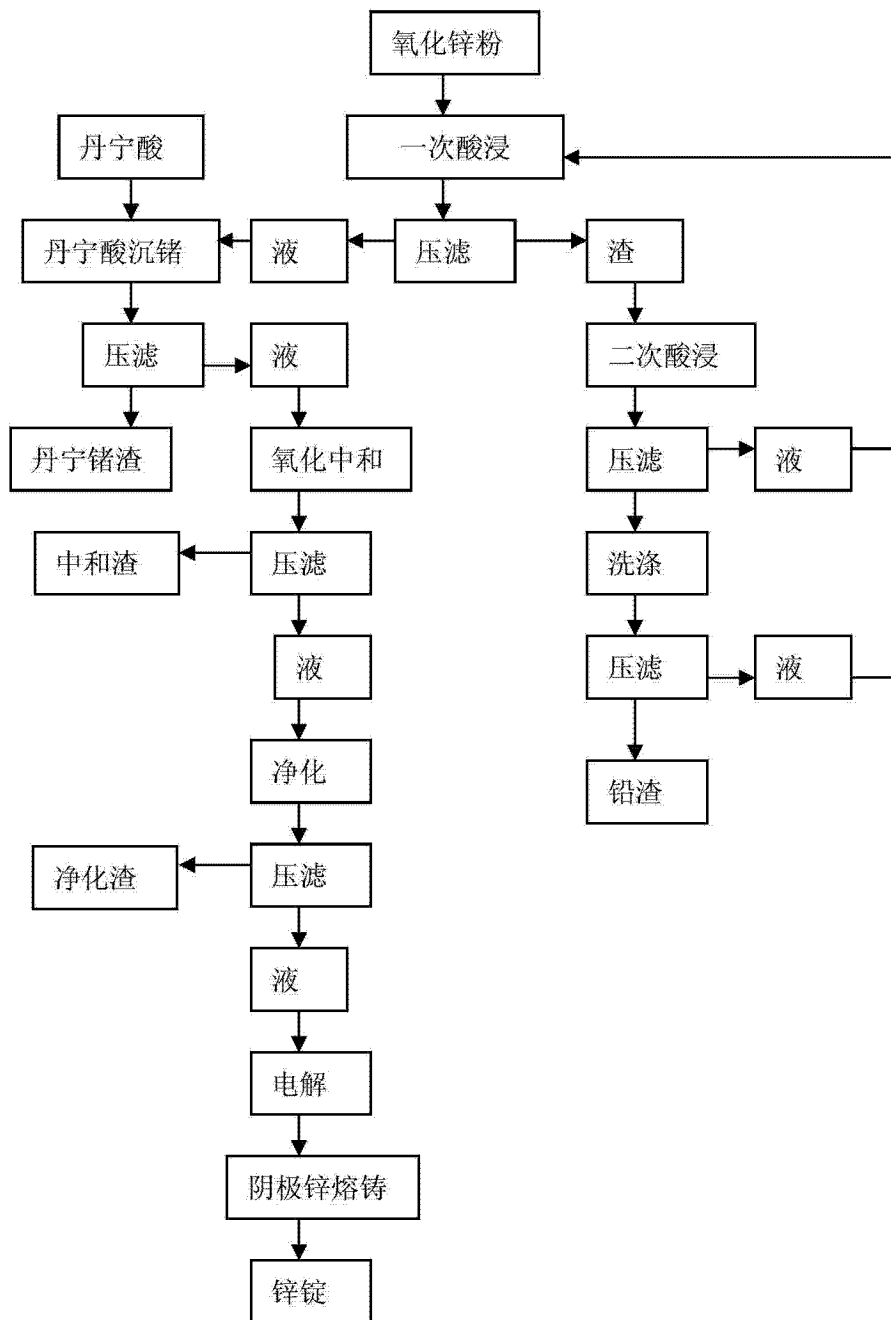 氧化锌粉
丹宁酸
一次酸浸
丹宁酸沉锗
液
压滤
渣
压滤
液
二次酸浸
丹宁锗渣
氧化中和
压滤
液
中和渣
压滤
洗涤
液
压滤
液
净化
铅渣
净化渣
压滤
液
电解
阴极锌熔铸
锌锭